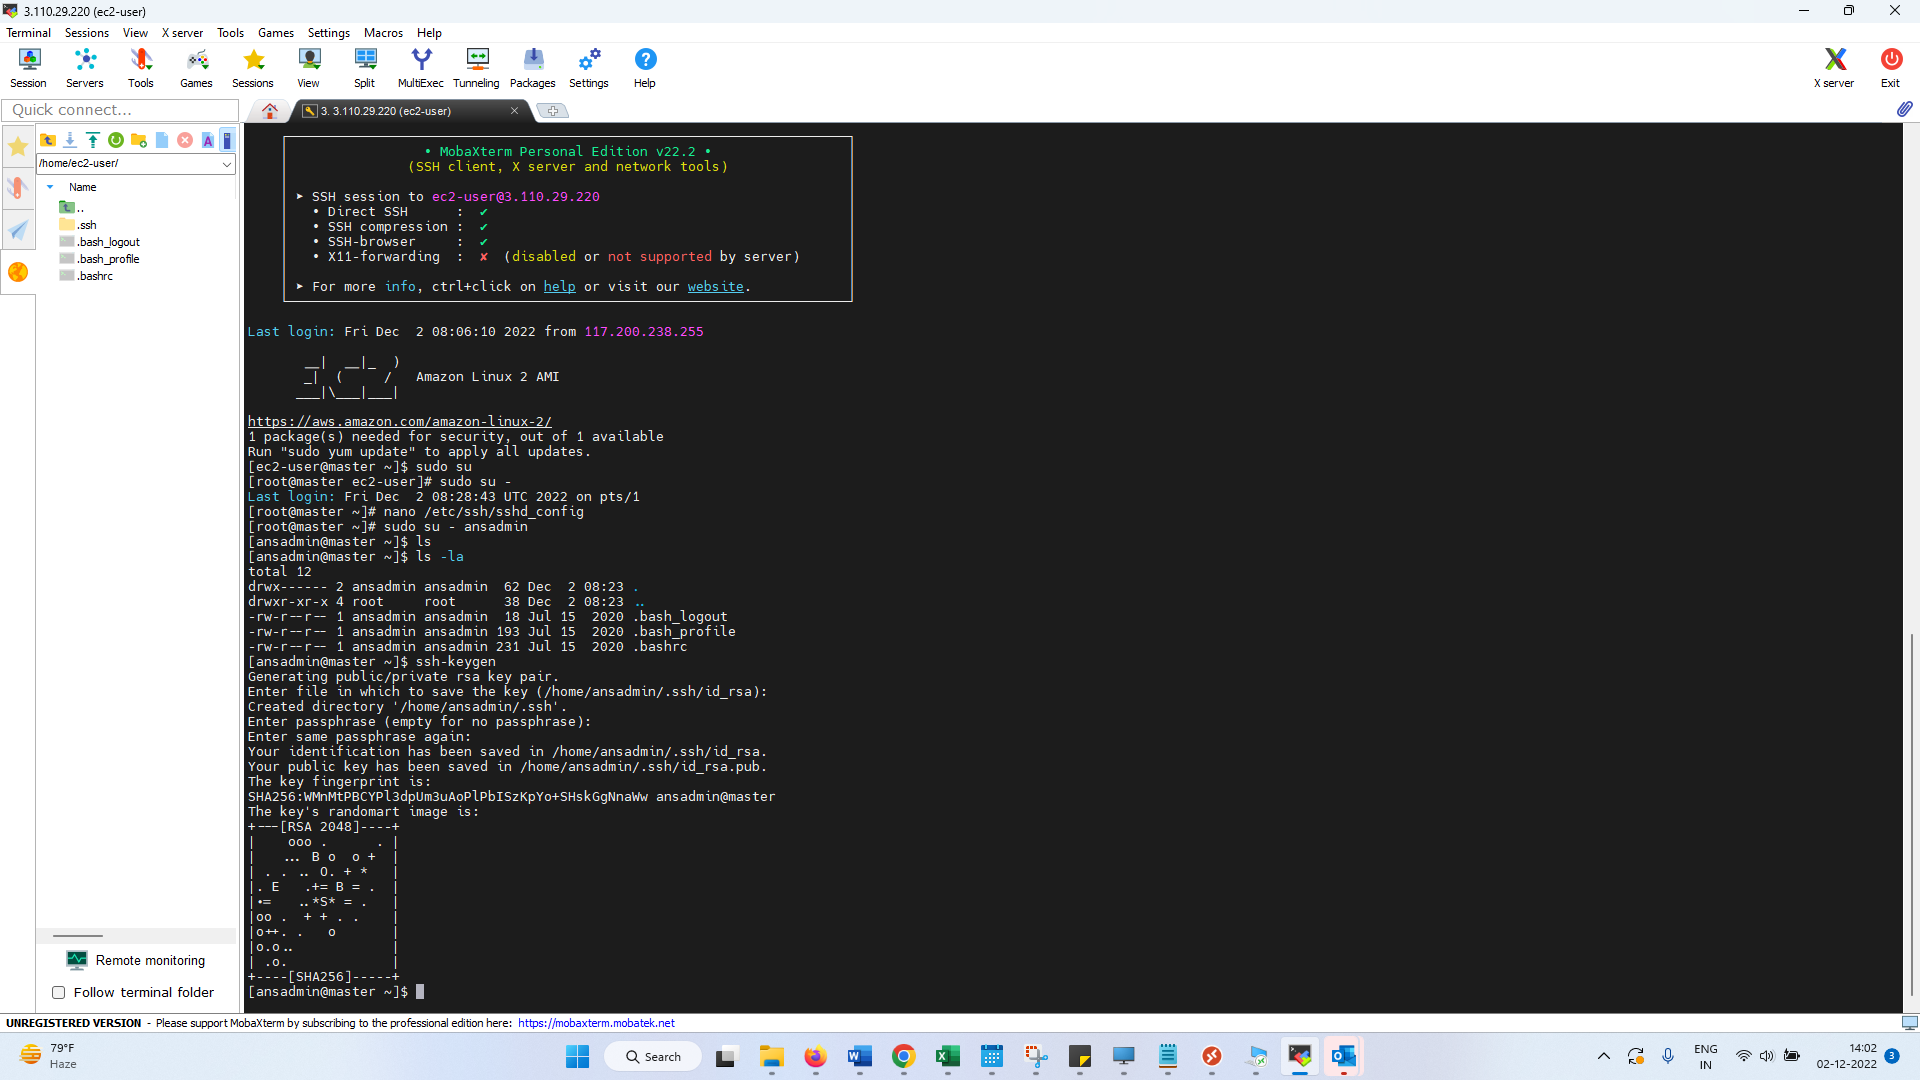 3.110.29.220 (ec2-user)
Terminal Sessions View X server Tools Games Settings Macros Help
Session Servers Tools Games Sessions View Split MultiExec Tunneling Packages Settings Help X server Exit
Quick connect...
3. 3.110.29.220 (ec2-user)
/home/ec2-user/
Name
..
.ssh
.bash_logout
.bash_profile
.bashrc
Remote monitoring
Follow terminal folder
• MobaXterm Personal Edition v22.2 •
(SSH client, X server and network tools)
➤ SSH session to ec2-user@3.110.29.220
• Direct SSH : ✔
• SSH compression : ✔
• SSH-browser : ✔
• X11-forwarding : ✘ (disabled or not supported by server)
➤ For more info, ctrl+click on help or visit our website.
Last login: Fri Dec  2 08:06:10 2022 from 117.200.238.255
       __|  __|_  )
       _|  (     /   Amazon Linux 2 AMI
      ___|\___|___|
https://aws.amazon.com/amazon-linux-2/
1 package(s) needed for security, out of 1 available
Run "sudo yum update" to apply all updates.
[ec2-user@master ~]$ sudo su
[root@master ec2-user]# sudo su -
Last login: Fri Dec  2 08:28:43 UTC 2022 on pts/1
[root@master ~]# nano /etc/ssh/sshd_config
[root@master ~]# sudo su - ansadmin
[ansadmin@master ~]$ ls
[ansadmin@master ~]$ ls -la
total 12
drwx------ 2 ansadmin ansadmin  62 Dec  2 08:23 .
drwxr-xr-x 4 root     root      38 Dec  2 08:23 ..
-rw-r--r-- 1 ansadmin ansadmin  18 Jul 15  2020 .bash_logout
-rw-r--r-- 1 ansadmin ansadmin 193 Jul 15  2020 .bash_profile
-rw-r--r-- 1 ansadmin ansadmin 231 Jul 15  2020 .bashrc
[ansadmin@master ~]$ ssh-keygen
Generating public/private rsa key pair.
Enter file in which to save the key (/home/ansadmin/.ssh/id_rsa):
Created directory '/home/ansadmin/.ssh'.
Enter passphrase (empty for no passphrase):
Enter same passphrase again:
Your identification has been saved in /home/ansadmin/.ssh/id_rsa.
Your public key has been saved in /home/ansadmin/.ssh/id_rsa.pub.
The key fingerprint is:
SHA256:WMnMtPBCYPl3dpUm3uAoPlPbISzKpYo+SHskGgNnaWw ansadmin@master
The key's randomart image is:
+---[RSA 2048]----+
|    ooo .      . |
|    ... B o  o + |
| . . .. O. + *   |
|. E   .+= B = .  |
|.=    ..*S* = .   |
|oo .  + + . .    |
|o++. .   o       |
|o.o..            |
| .o.             |
+----[SHA256]-----+
[ansadmin@master ~]$
UNREGISTERED VERSION - Please support MobaXterm by subscribing to the professional edition here: https://mobaxterm.mobatek.net
79°F
Haze
Search
ENG
IN
14:02
02-12-2022
3